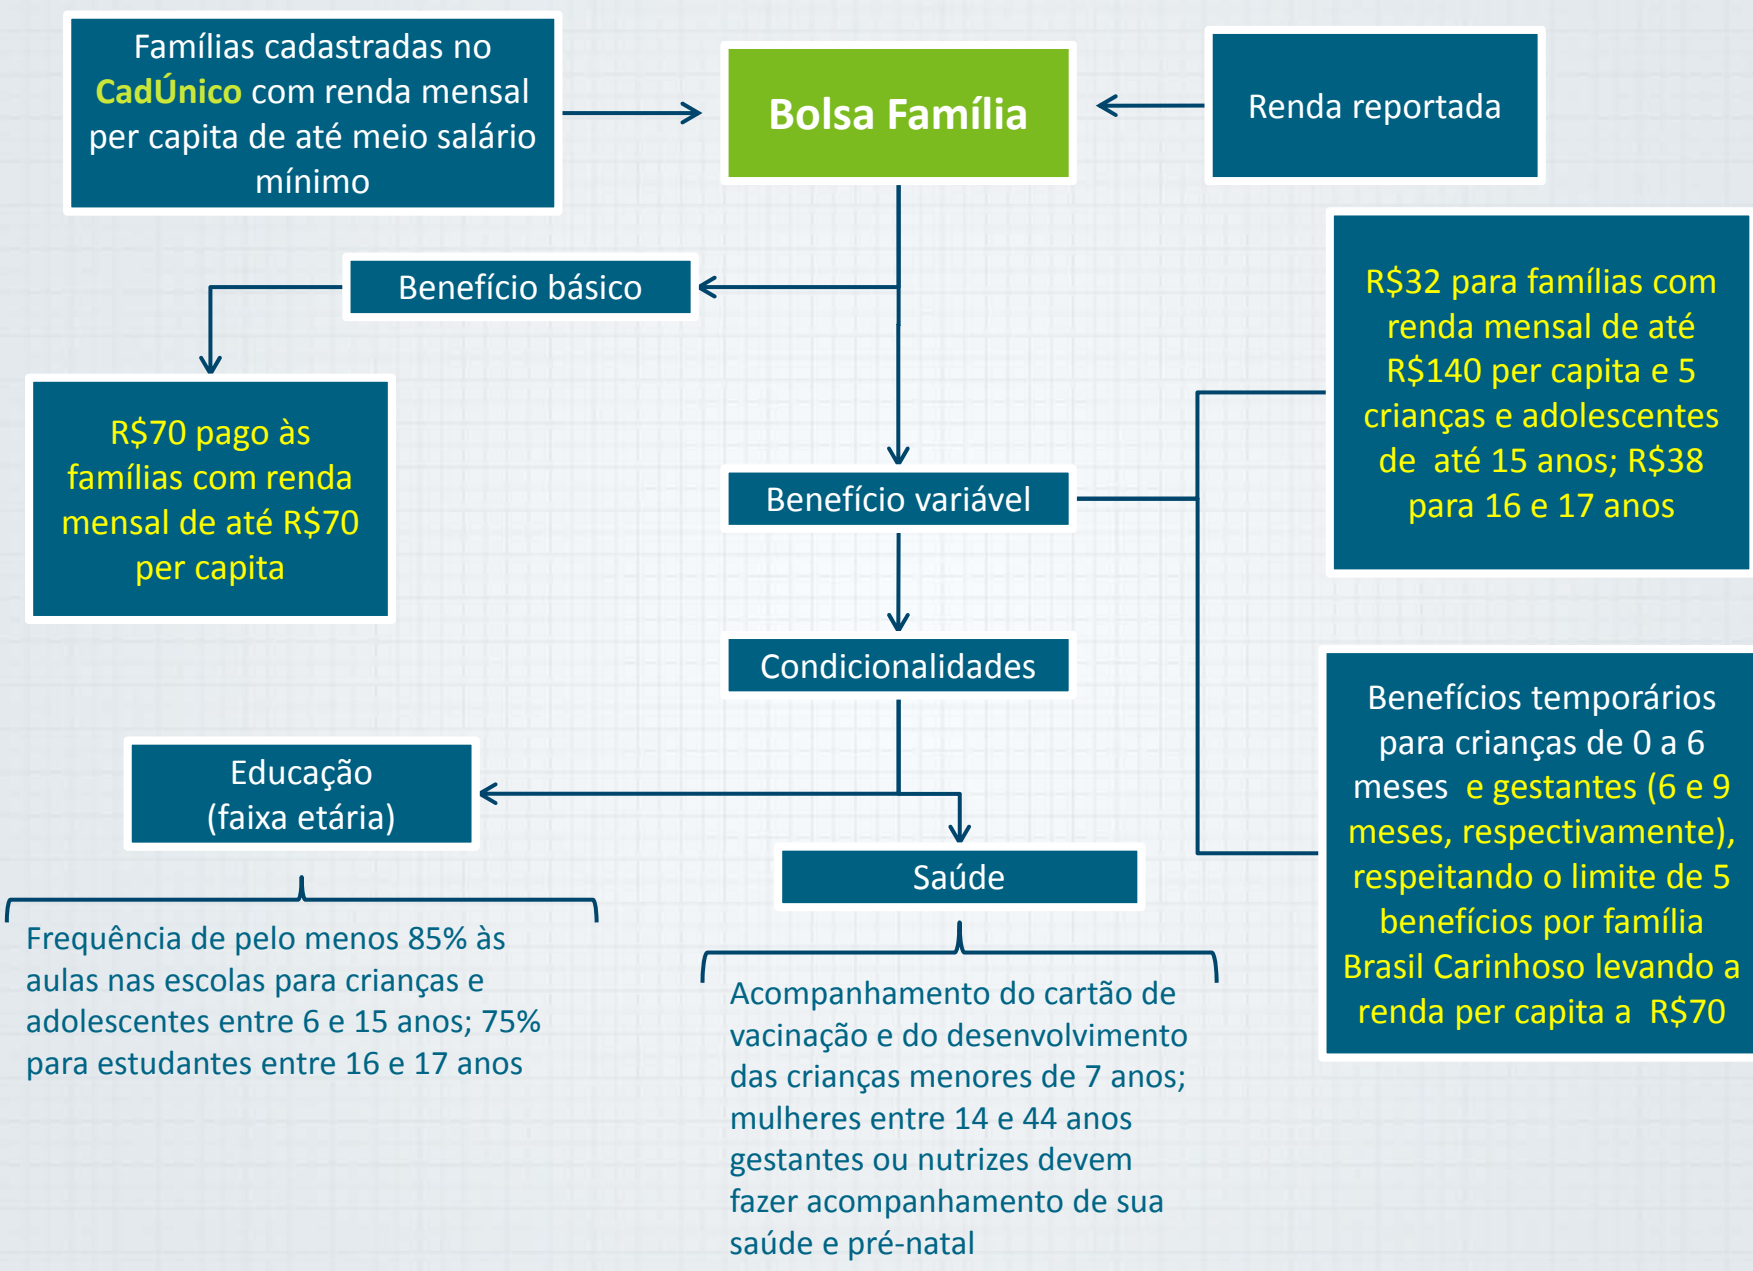 Famílias cadastradas no
CadÚnico com renda mensal
per capita de até meio salário
mínimo
Bolsa Família
Renda reportada
Benefício básico
R$70 pago às
famílias com renda
mensal de até R$70
per capita
R$32 para famílias com
renda mensal de até
R$140 per capita e 5
crianças e adolescentes
de até 15 anos; R$38
para 16 e 17 anos
Benefício variável
Condicionalidades
Benefícios temporários
para crianças de 0 a 6
meses e gestantes (6 e 9
meses, respectivamente),
respeitando o limite de 5
benefícios por família
Brasil Carinhoso levando a
renda per capita a R$70
Educação
(faixa etária)
Frequência de pelo menos 85% às
aulas nas escolas para crianças e
adolescentes entre 6 e 15 anos; 75%
para estudantes entre 16 e 17 anos
Saúde
Acompanhamento do cartão de
vacinação e do desenvolvimento
das crianças menores de 7 anos;
mulheres entre 14 e 44 anos
gestantes ou nutrizes devem
fazer acompanhamento de sua
saúde e pré-natal